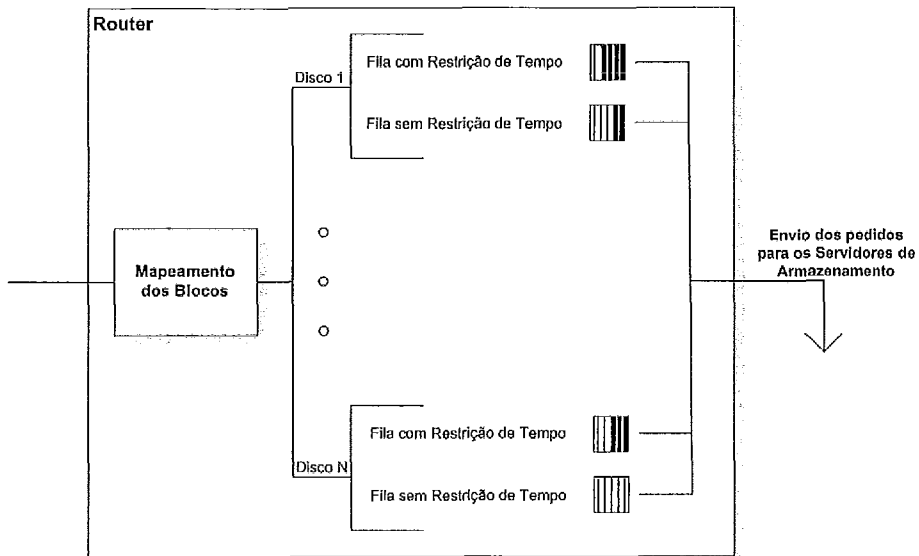 Router
Disco 1
Fila com Restrição de Tempo
Fila sem Restrição de Tempo
Mapeamento
dos Blocos
Envio dos pedidos
para os Servidores de
Armazenamento
Disco N
Fila com Restrição de Tempo
Fila sem Restrição de Tempo